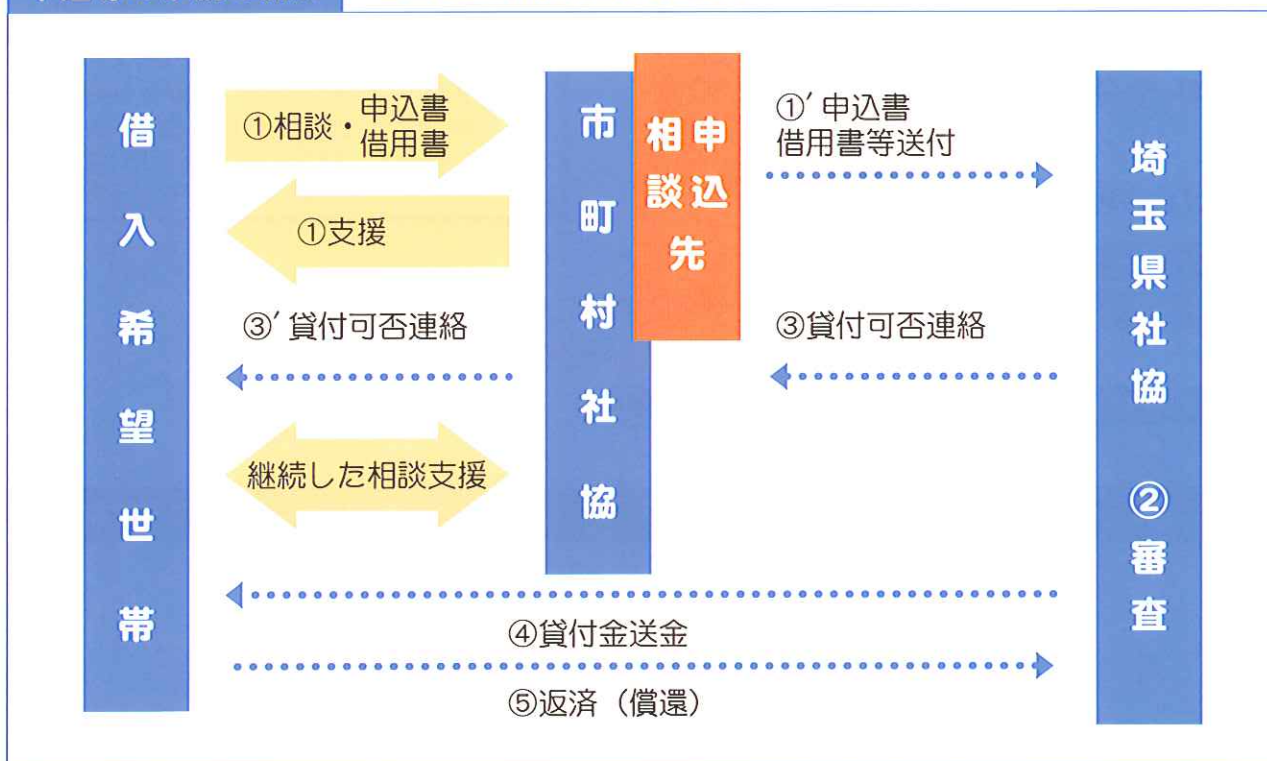 借入希望世帯
①相談・申込書
借用書
①支援
③′貸付可否連絡
継続した相談支援
市町村社協
申込
相談先
①′申込書
借用書等送付
③貸付可否連絡
埼玉県社協 ②審査
④貸付金送金
⑤返済（償還）